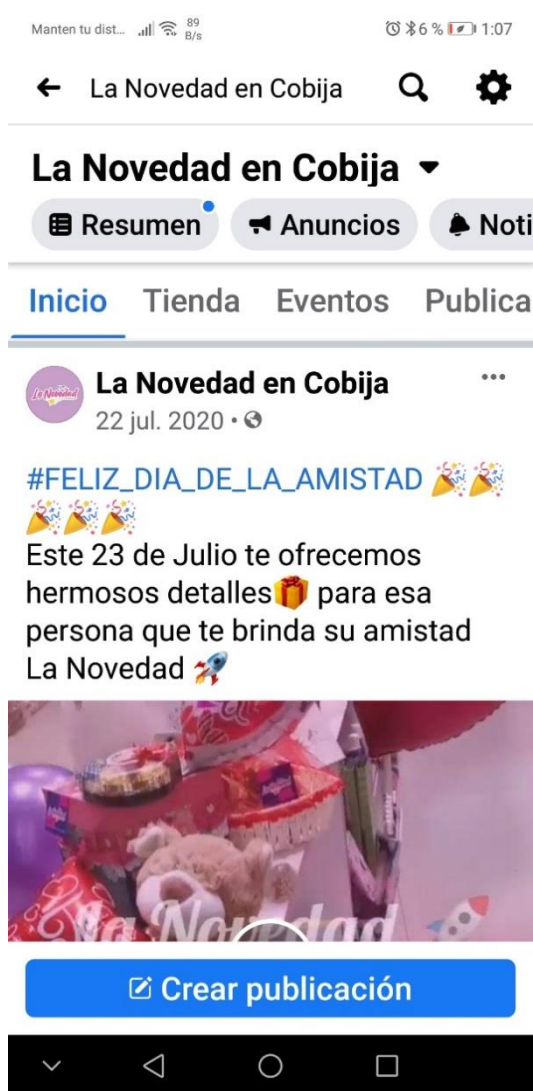 Manten tu dist... 89 B/s 6 % 1:07
La Novedad en Cobija
La Novedad en Cobija
Resumen Anuncios Noti
Inicio Tienda Eventos Publica
La Novedad
La Novedad en Cobija
22 jul. 2020 •
#FELIZ_DIA_DE_LA_AMISTAD 🎉🎉
🎉🎉🎉
Este 23 de Julio te ofrecemos
hermosos detalles🎁 para esa
persona que te brinda su amistad
La Novedad 🚀
La Novedad
Crear publicación